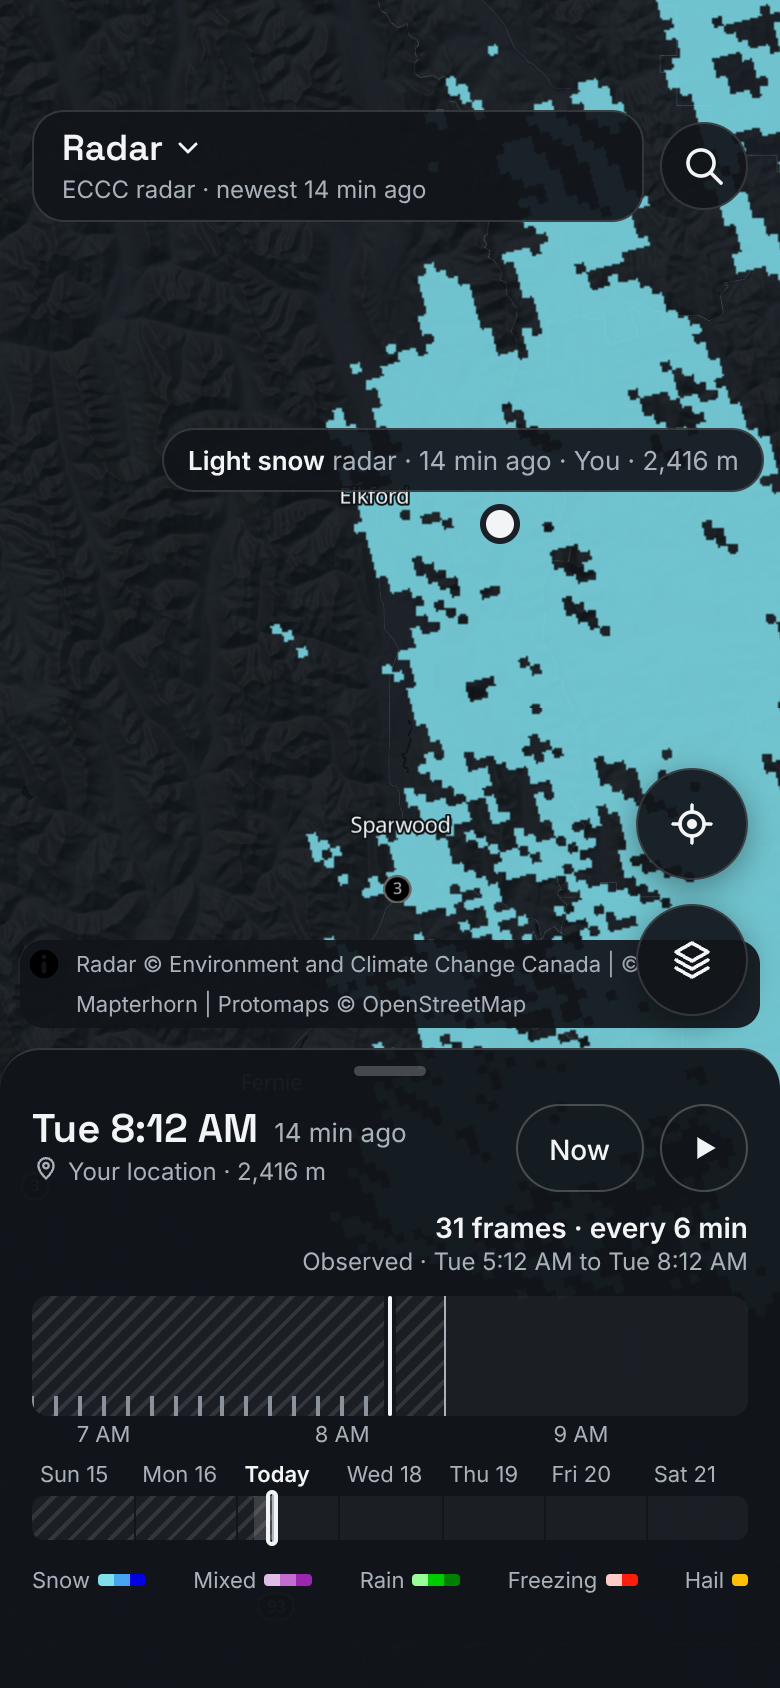 Radar
ECCC radar · newest 14 min ago
Light snow radar · 14 min ago · You · 2,416 m
Elkford
Sparwood
3
Radar © Environment and Climate Change Canada | ©
Mapterhorn | Protomaps © OpenStreetMap
Fernie
Tue 8:12 AM 14 min ago
Now
Your location · 2,416 m
31 frames · every 6 min
Observed · Tue 5:12 AM to Tue 8:12 AM
7 AM 8 AM 9 AM
Sun 15 Mon 16 Today Wed 18 Thu 19 Fri 20 Sat 21
Snow Mixed Rain Freezing Hail
93